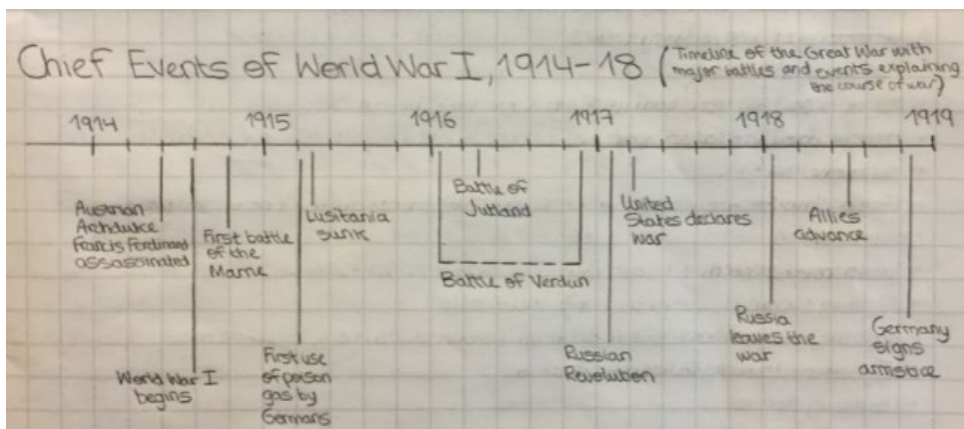 Chief Events of World War I, 1914-18 (Timeline of the Great War with
major battles and events explaining
the course of war)
1914 1915 1916 1917 1918 1919
Austrian
Archduke
Francis Ferdinand
assassinated
World War I
begins
First battle
of the
Marne
First use
of poison
gas by
Germans
Lusitania
sunk
Battle of
Jutland
Battle of Verdun
Russian
Revolution
United
States declares
war
Russia
leaves the
war
Allies
advance
Germany
signs
armistice